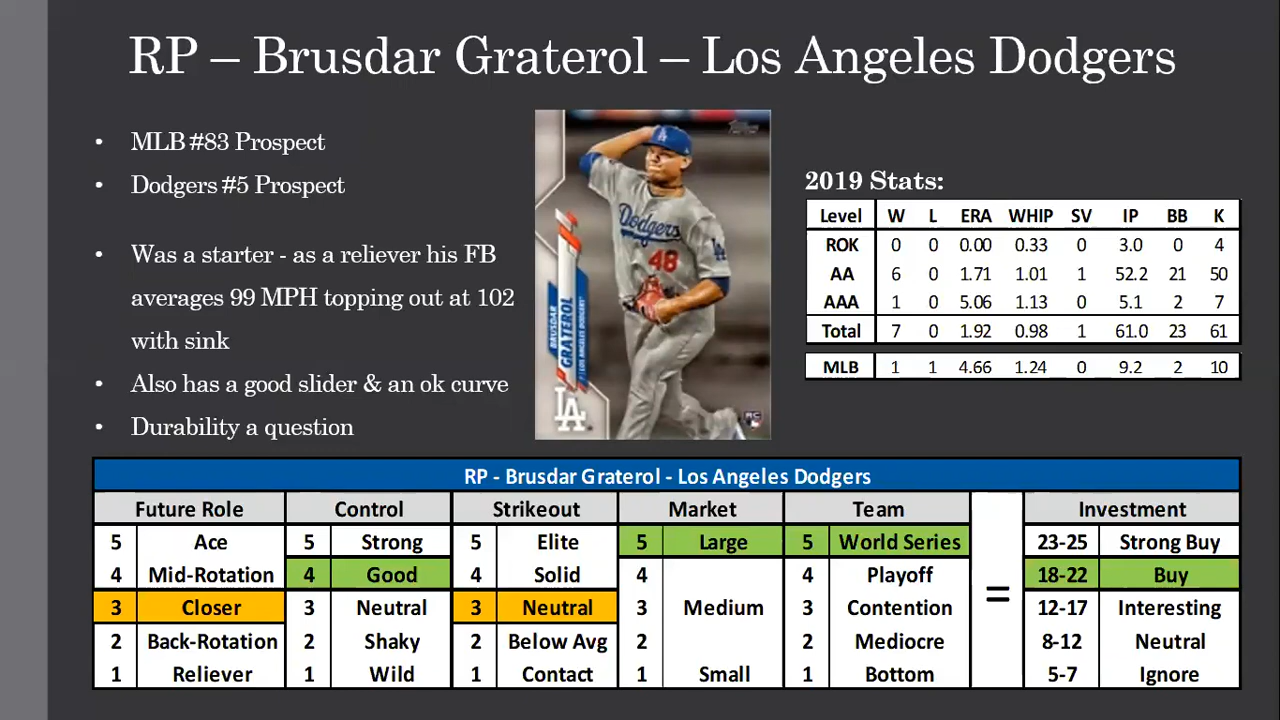 RP – Brusdar Graterol – Los Angeles Dodgers
• MLB #83 Prospect
• Dodgers #5 Prospect
• Was a starter - as a reliever his FB
averages 99 MPH topping out at 102
with sink
• Also has a good slider & an ok curve
• Durability a question
Topps
Dodgers
48
BRUSDAR
GRATEROL
LOS ANGELES DODGERS
LA
RC
2019 Stats:
Level W L ERA WHIP SV IP BB K
ROK 0 0 0.00 0.33 0 3.0 0 4
AA 6 0 1.71 1.01 1 52.2 21 50
AAA 1 0 5.06 1.13 0 5.1 2 7
Total 7 0 1.92 0.98 1 61.0 23 61
MLB 1 1 4.66 1.24 0 9.2 2 10
RP - Brusdar Graterol - Los Angeles Dodgers
Future Role Control Strikeout Market Team Investment
5 Ace 5 Strong 5 Elite 5 Large 5 World Series 23-25 Strong Buy
4 Mid-Rotation 4 Good 4 Solid 4 4 Playoff 18-22 Buy
3 Closer 3 Neutral 3 Neutral 3 Medium 3 Contention = 12-17 Interesting
2 Back-Rotation 2 Shaky 2 Below Avg 2 2 Mediocre 8-12 Neutral
1 Reliever 1 Wild 1 Contact 1 Small 1 Bottom 5-7 Ignore